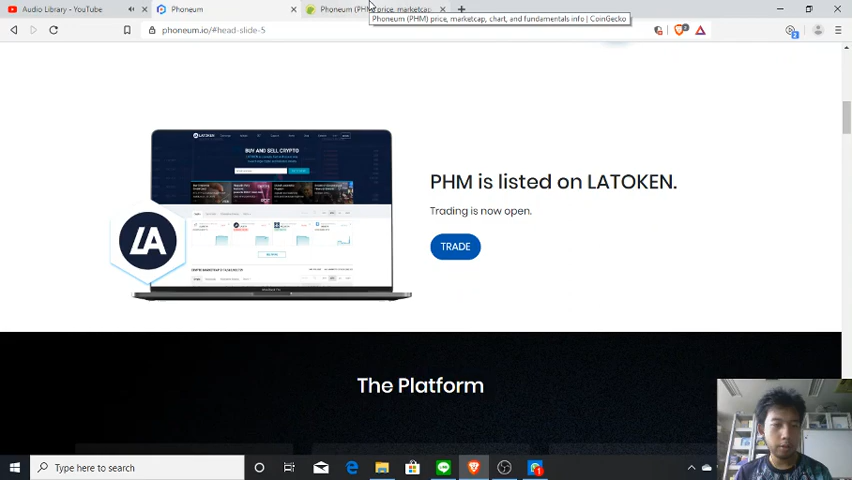 Audio Library - YouTube
Phoneum
Phoneum (PHM) price, marketcap,
Phoneum (PHM) price, marketcap, chart, and fundamentals info | CoinGecko
phoneum.io/#head-slide-5
LATOKEN
BUY AND SELL CRYPTO
LA
PHM is listed on LATOKEN.
Trading is now open.
TRADE
The Platform
Type here to search